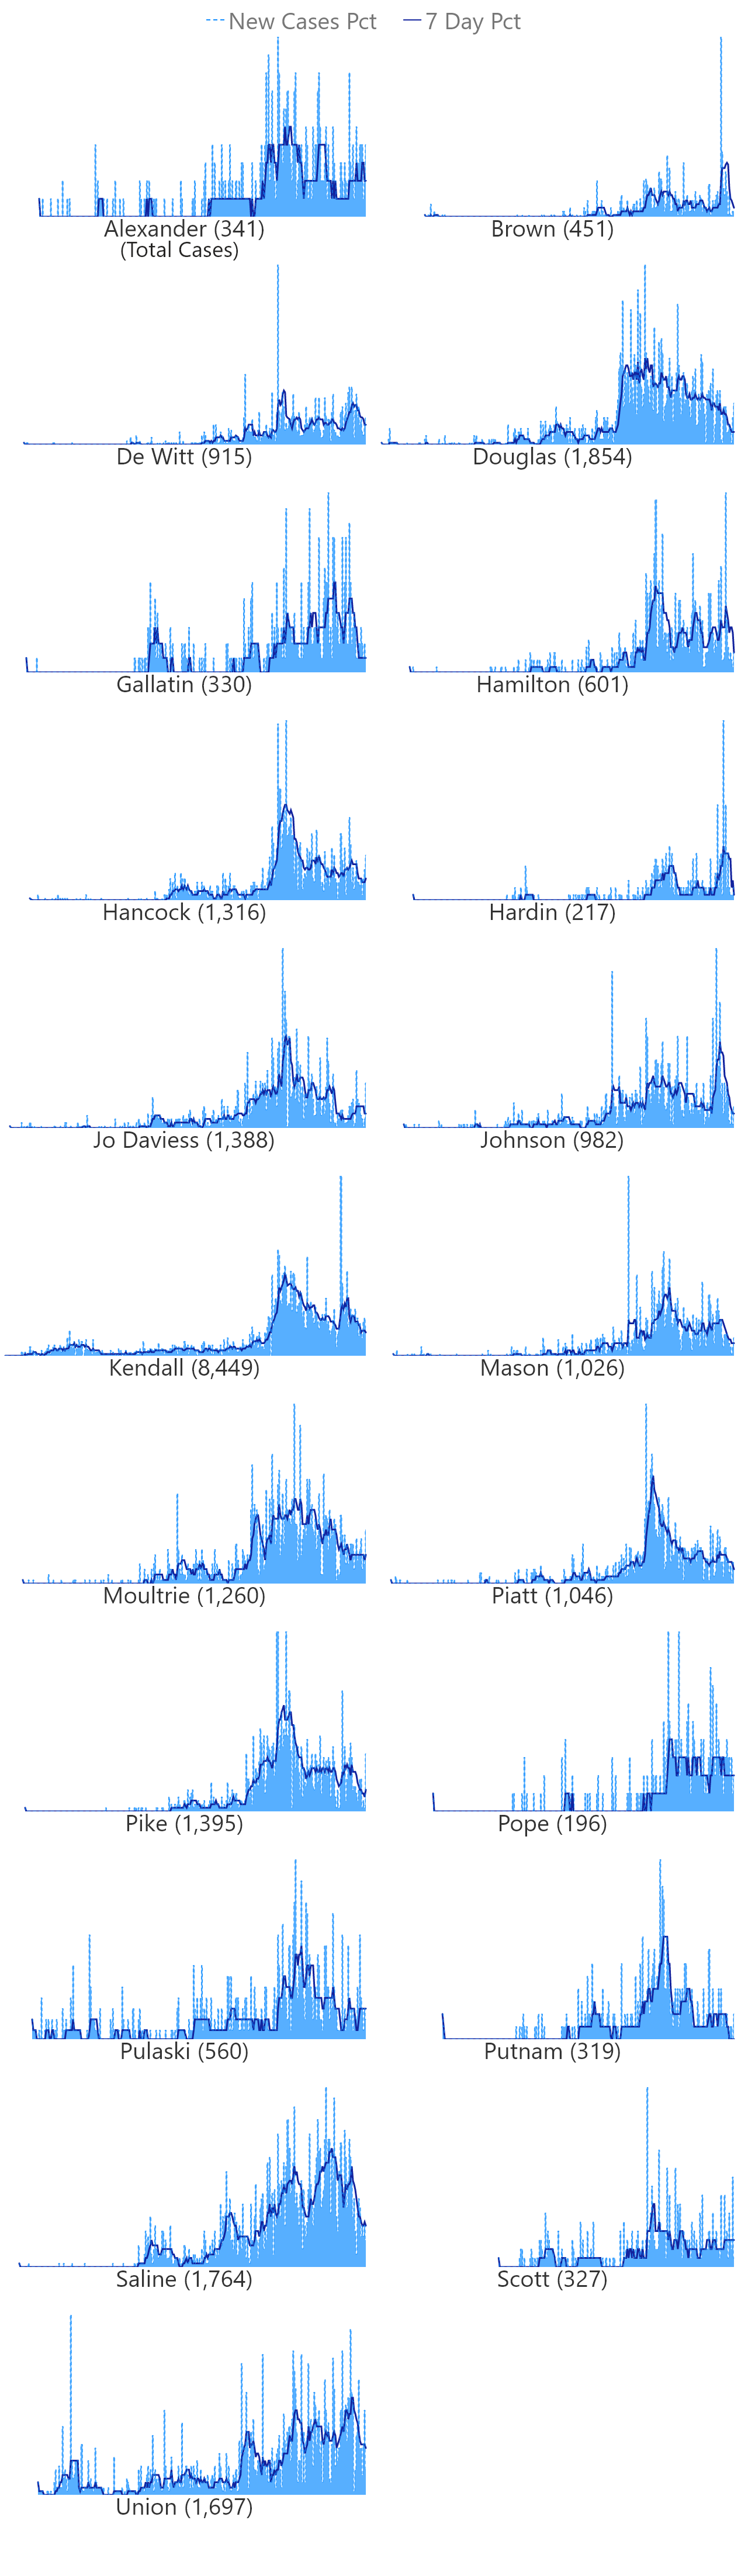 New Cases Pct 7 Day Pct
Alexander (341) Brown (451)
(Total Cases)
De Witt (915) Douglas (1,854)
Gallatin (330) Hamilton (601)
Hancock (1,316) Hardin (217)
Jo Daviess (1,388) Johnson (982)
Kendall (8,449) Mason (1,026)
Moultrie (1,260) Piatt (1,046)
Pike (1,395) Pope (196)
Pulaski (560) Putnam (319)
Saline (1,764) Scott (327)
Union (1,697)